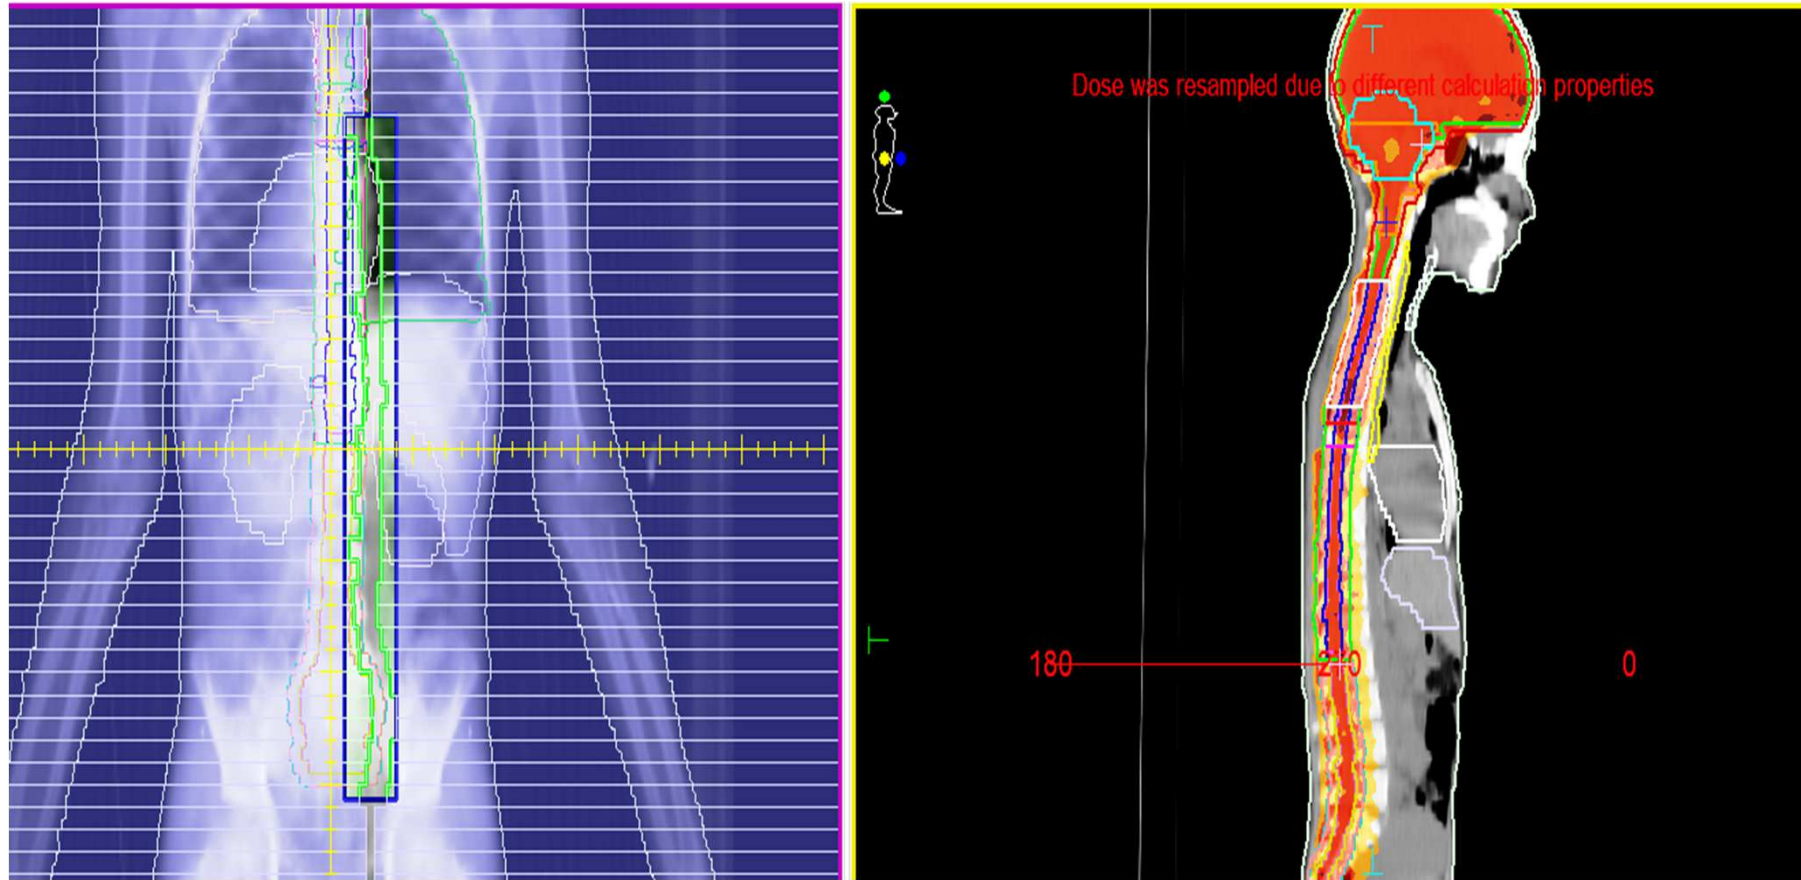 Dose was resampled due to different calculation properties
180
0